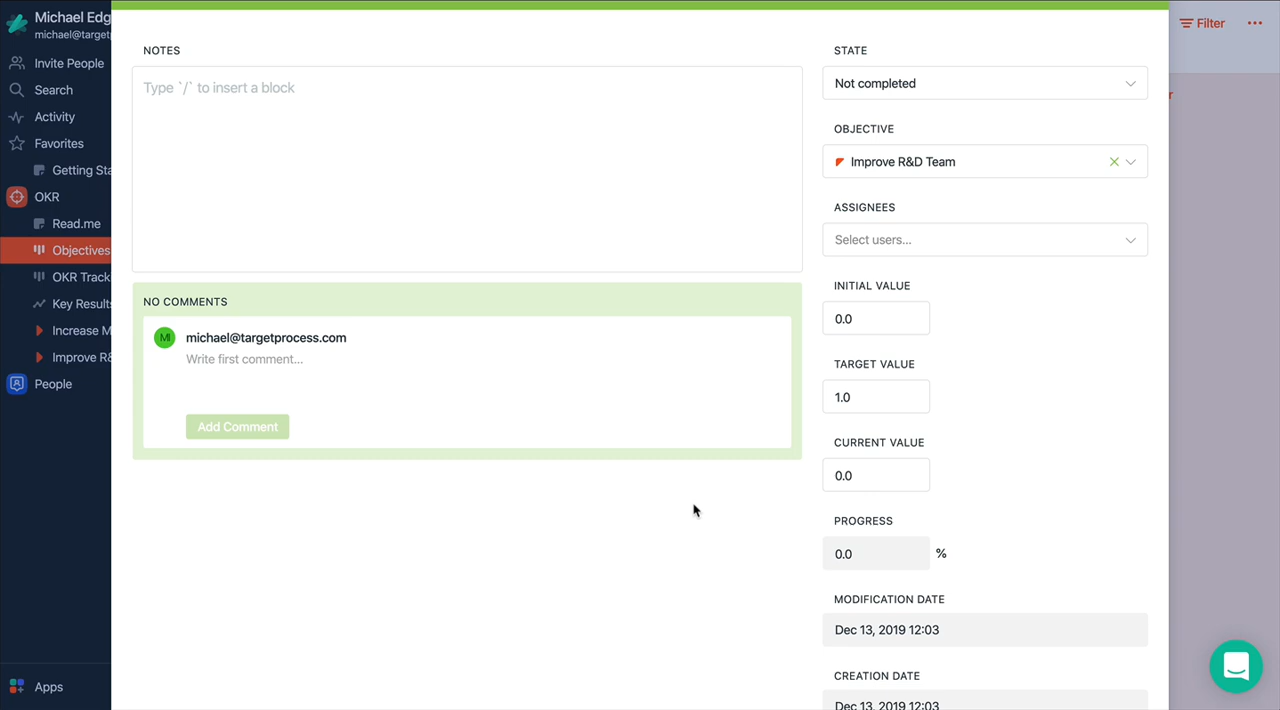 Michael Edg
michael@targetp
Invite People
Search
Activity
Favorites
Getting Sta
OKR
Read.me
Objectives
OKR Track
Key Results
Increase M
Improve R&
People
Apps
NOTES
Type `/` to insert a block
NO COMMENTS
MI
michael@targetprocess.com
Write first comment...
Add Comment
STATE
Not completed
OBJECTIVE
Improve R&D Team
ASSIGNEES
Select users...
INITIAL VALUE
0.0
TARGET VALUE
1.0
CURRENT VALUE
0.0
PROGRESS
0.0 %
MODIFICATION DATE
Dec 13, 2019 12:03
CREATION DATE
Dec 13, 2019 12:03
Filter